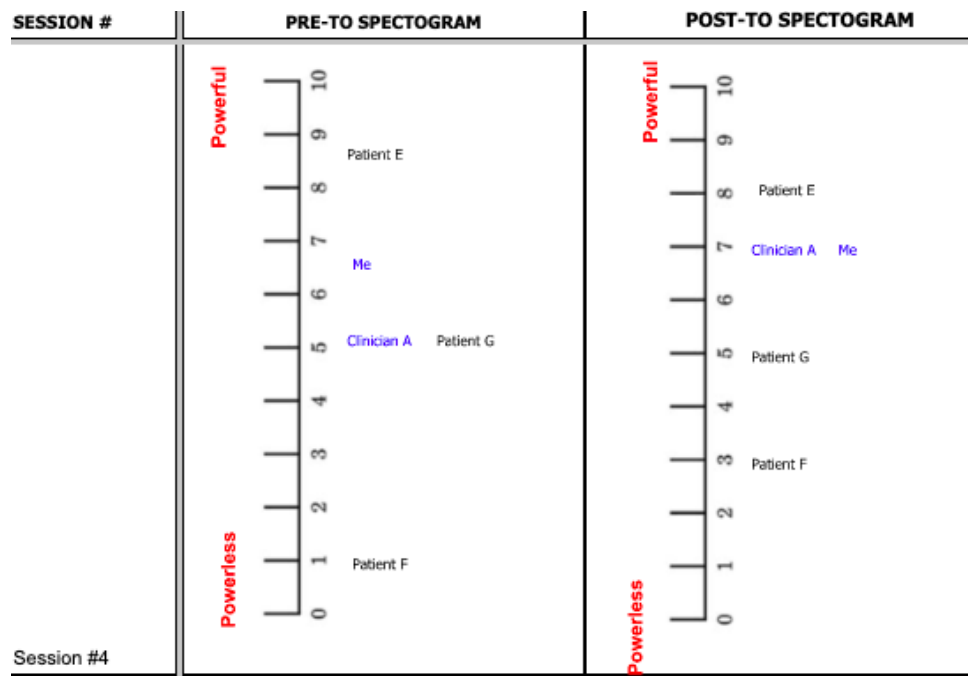 SESSION # PRE-TO SPECTOGRAM POST-TO SPECTOGRAM
Session #4
Powerful
10
9
Patient E
8
7
Me
6
5 Clinician A Patient G
4
3
2
1 Patient F
Powerless
0
Powerful
10
9
8 Patient E
7 Clinician A Me
6
5 Patient G
4
3 Patient F
2
1
0
Powerless